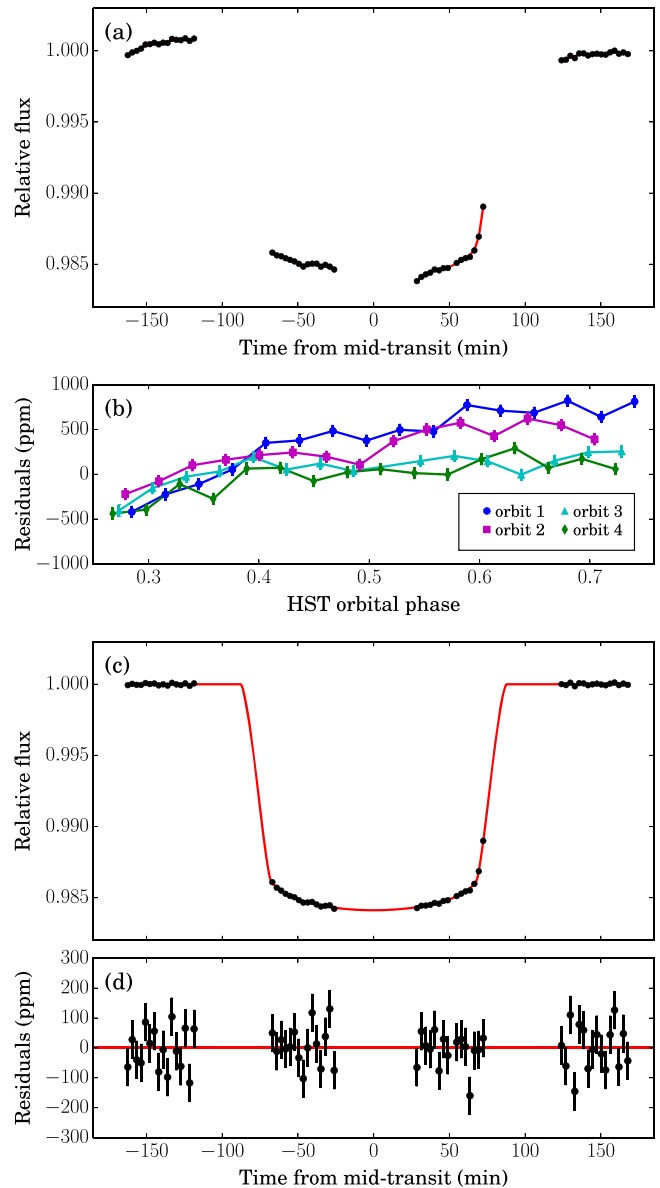 (a)
Relative flux
1.000
0.995
0.990
0.985
−150 −100 −50 0 50 100 150
Time from mid-transit (min)
(b)
Residuals (ppm)
1000
500
0
−500
−1000
orbit 1 orbit 3
orbit 2 orbit 4
0.3 0.4 0.5 0.6 0.7
HST orbital phase
(c)
Relative flux
1.000
0.995
0.990
0.985
(d)
Residuals (ppm)
300
200
100
0
−100
−200
−300
−150 −100 −50 0 50 100 150
Time from mid-transit (min)